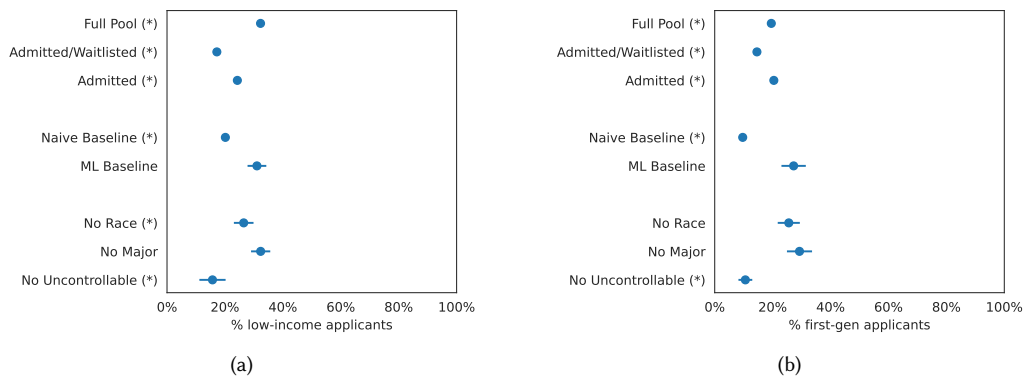 Full Pool (*)
Admitted/Waitlisted (*)
Admitted (*)
Naive Baseline (*)
ML Baseline
No Race (*)
No Major
No Uncontrollable (*)
0% 20% 40% 60% 80% 100%
% low-income applicants
(a)
Full Pool (*)
Admitted/Waitlisted (*)
Admitted (*)
Naive Baseline (*)
ML Baseline
No Race
No Major
No Uncontrollable (*)
0% 20% 40% 60% 80% 100%
% first-gen applicants
(b)